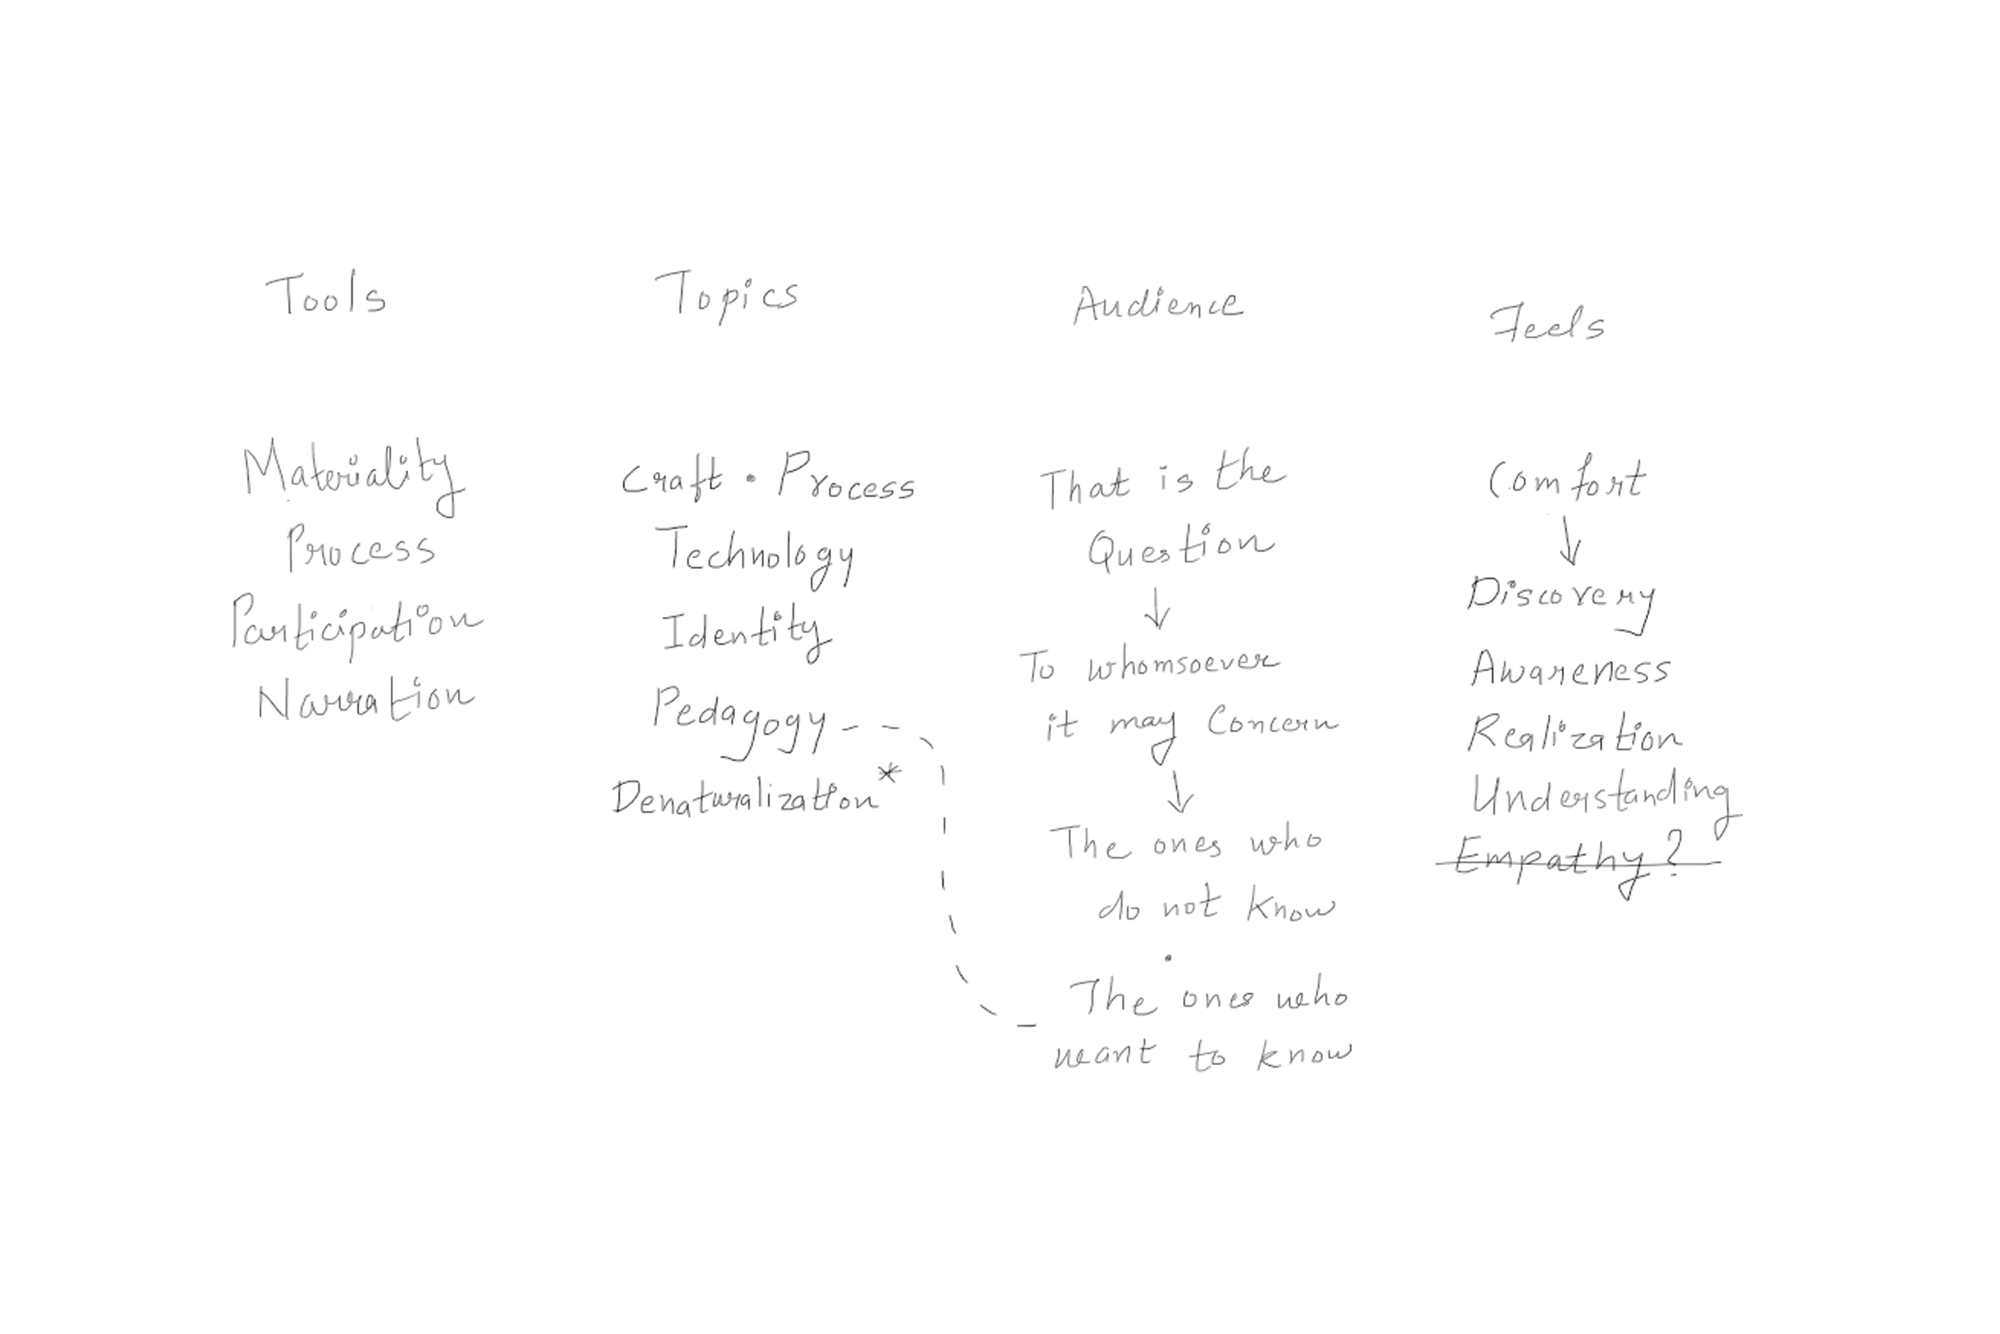 Tools
Materiality
Process
Participation
Narration
Topics
Craft • Process
Technology
Identity
Pedagogy
Denaturalization*
Audience
That is the
Question
↓
To whomsoever
it may Concern
↓
The ones who
do not know
•
The ones who
want to know
Feels
Comfort
↓
Discovery
Awareness
Realization
Understanding
Empathy?